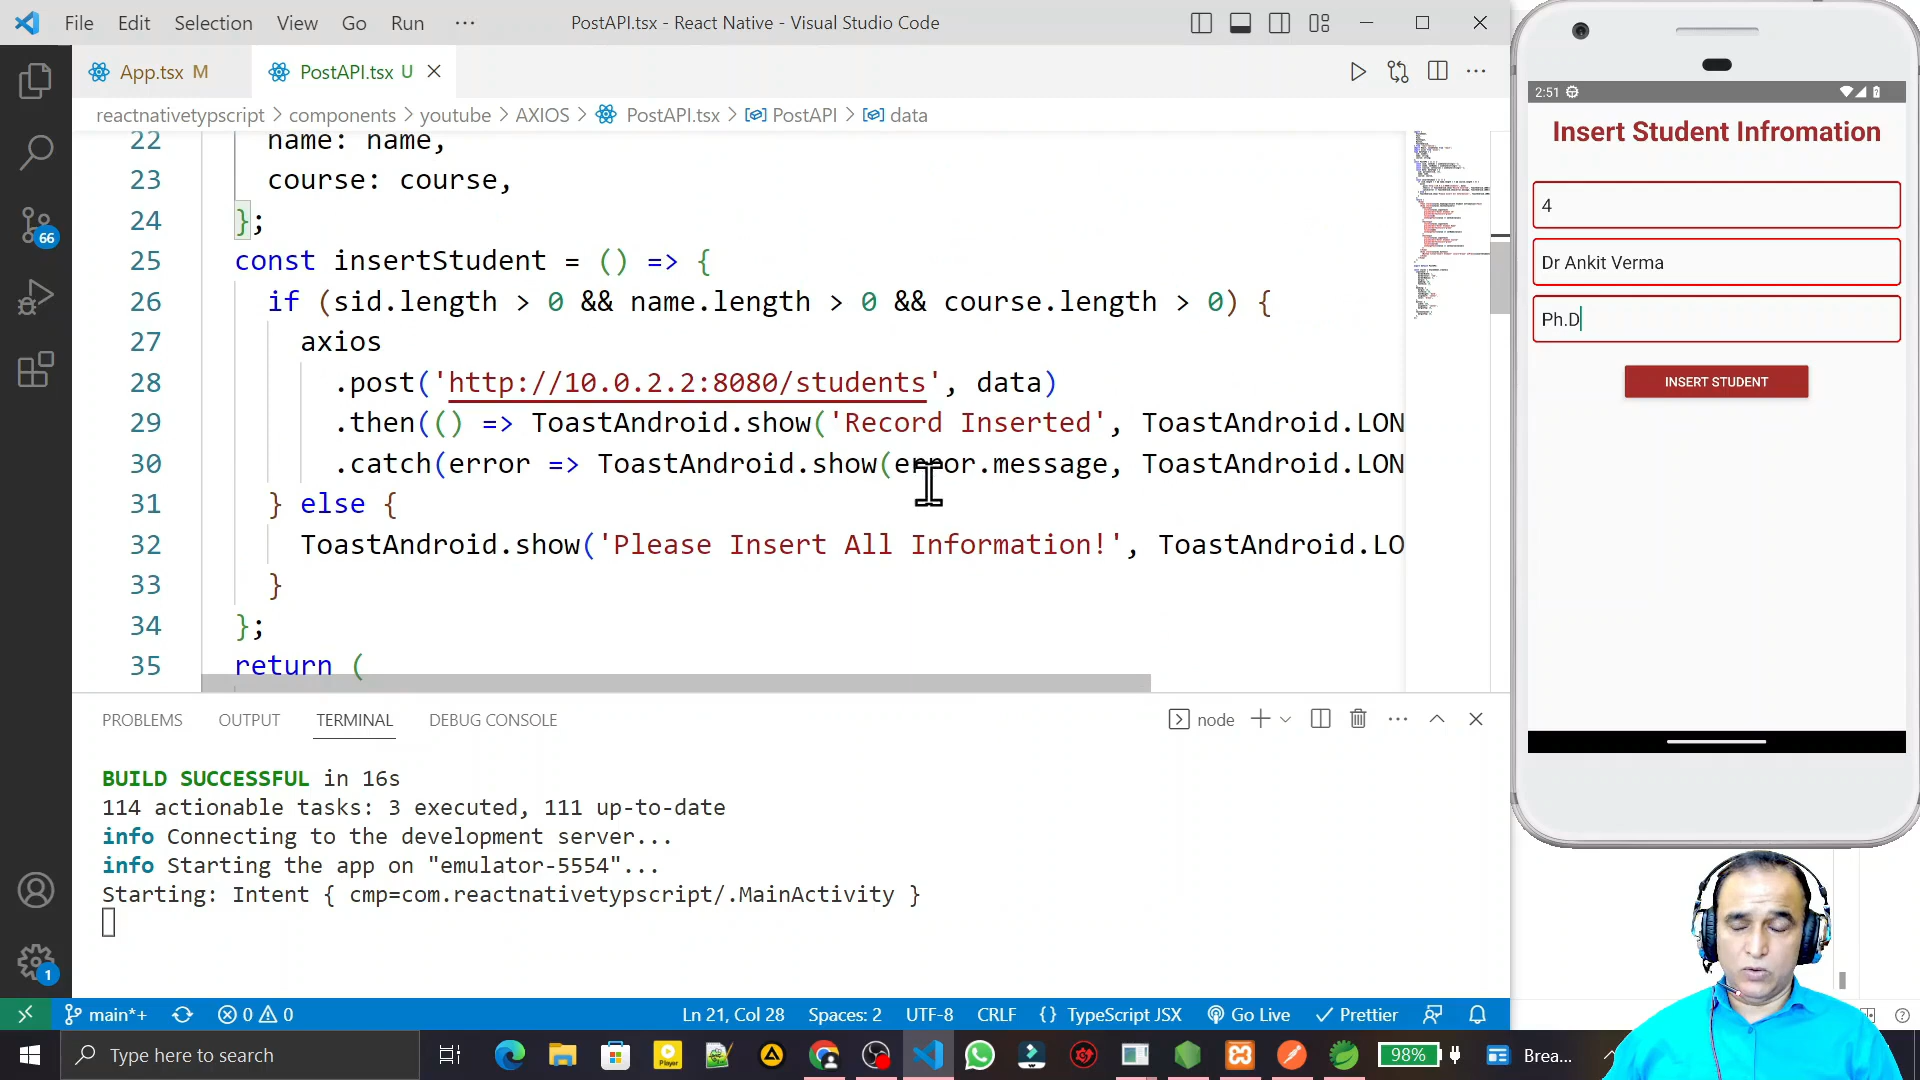 File Edit Selection View Go Run ··· PostAPI.tsx - React Native - Visual Studio Code
App.tsx M PostAPI.tsx U
reactnativetypscript > components > youtube > AXIOS > PostAPI.tsx > PostAPI > data
22 name: name,
23 course: course,
24 };
25 const insertStudent = () => {
26 if (sid.length > 0 && name.length > 0 && course.length > 0) {
27 axios
28 .post('http://10.0.2.2:8080/students', data)
29 .then(() => ToastAndroid.show('Record Inserted', ToastAndroid.LON
30 .catch(error => ToastAndroid.show(error.message, ToastAndroid.LON
31 } else {
32 ToastAndroid.show('Please Insert All Information!', ToastAndroid.LO
33 }
34 };
35 return (
66
1
PROBLEMS OUTPUT TERMINAL DEBUG CONSOLE node
BUILD SUCCESSFUL in 16s
114 actionable tasks: 3 executed, 111 up-to-date
info Connecting to the development server...
info Starting the app on "emulator-5554"...
Starting: Intent { cmp=com.reactnativetypscript/.MainActivity }
main*+ 0 0 Ln 21, Col 28 Spaces: 2 UTF-8 CRLF {} TypeScript JSX Go Live Prettier
Type here to search 98% Brea...
2:51
Insert Student Infromation
4
Dr Ankit Verma
Ph.D
INSERT STUDENT